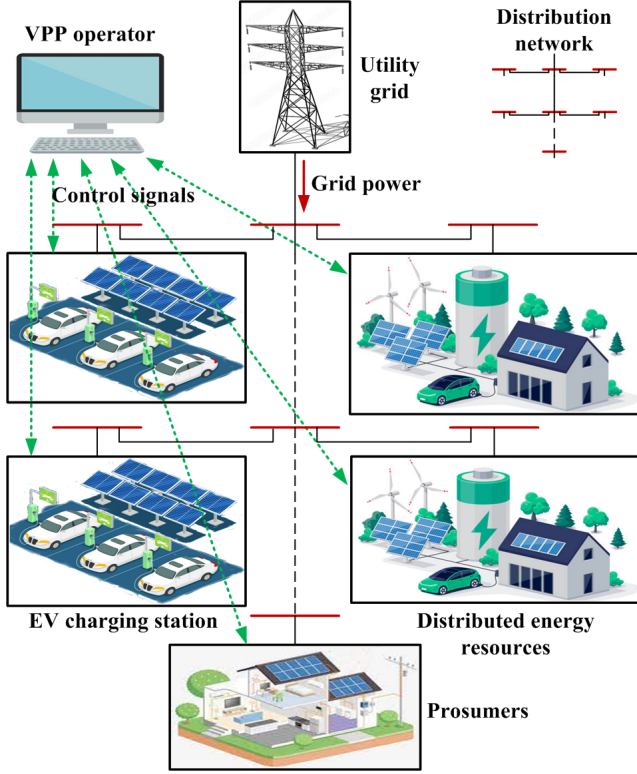 VPP operator
Utility
grid
Distribution
network
Control signals
Grid power
EV charging station
Distributed energy
resources
Prosumers